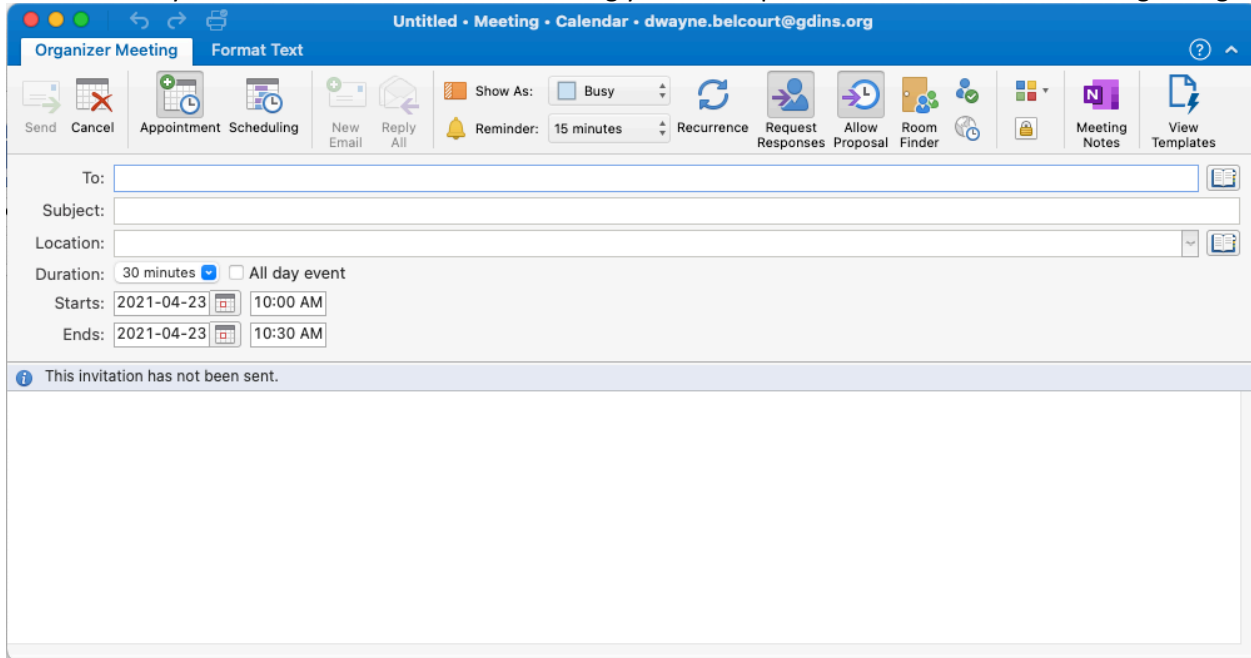 Untitled • Meeting • Calendar • dwayne.belcourt@gdins.org
Organizer Meeting Format Text ?
Send Cancel Appointment Scheduling New Email Reply All Show As: Busy Recurrence Request Responses Allow Proposal Room Finder Meeting Notes View Templates
Reminder: 15 minutes
To:
Subject:
Location:
Duration: 30 minutes All day event
Starts: 2021-04-23 10:00 AM
Ends: 2021-04-23 10:30 AM
This invitation has not been sent.